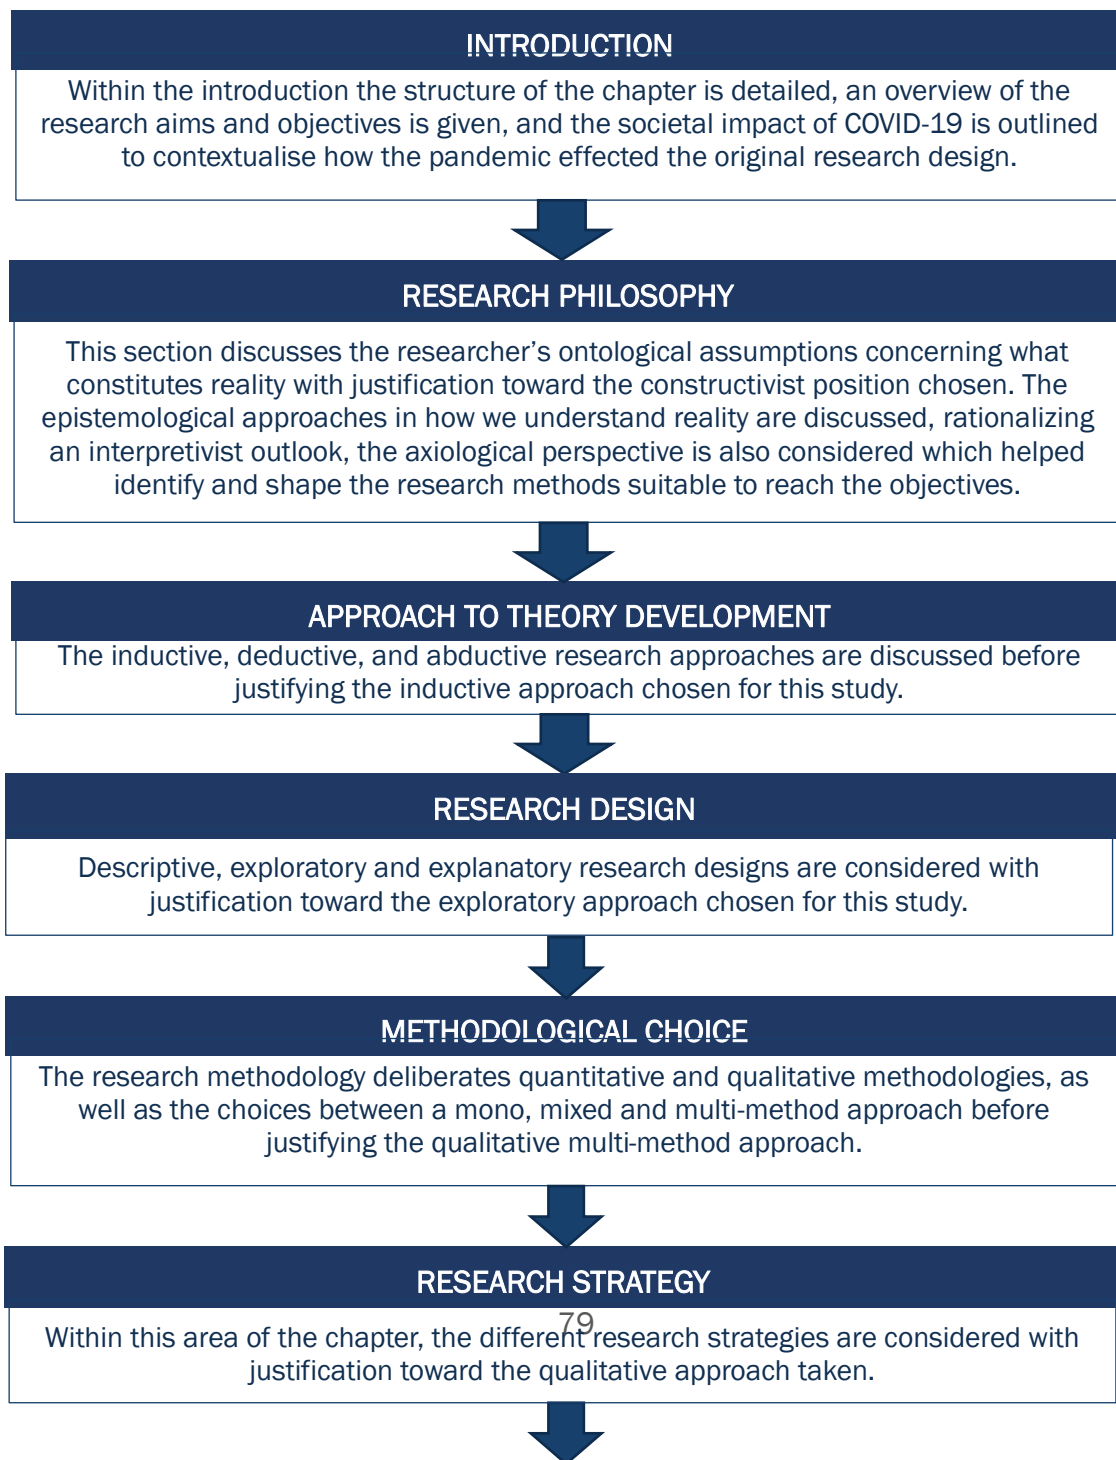 INTRODUCTION
Within the introduction the structure of the chapter is detailed, an overview of the
research aims and objectives is given, and the societal impact of COVID-19 is outlined
to contextualise how the pandemic effected the original research design.
RESEARCH PHILOSOPHY
This section discusses the researcher’s ontological assumptions concerning what
constitutes reality with justification toward the constructivist position chosen. The
epistemological approaches in how we understand reality are discussed, rationalizing
an interpretivist outlook, the axiological perspective is also considered which helped
identify and shape the research methods suitable to reach the objectives.
APPROACH TO THEORY DEVELOPMENT
The inductive, deductive, and abductive research approaches are discussed before
justifying the inductive approach chosen for this study.
RESEARCH DESIGN
Descriptive, exploratory and explanatory research designs are considered with
justification toward the exploratory approach chosen for this study.
METHODOLOGICAL CHOICE
The research methodology deliberates quantitative and qualitative methodologies, as
well as the choices between a mono, mixed and multi-method approach before
justifying the qualitative multi-method approach.
RESEARCH STRATEGY
79
Within this area of the chapter, the different research strategies are considered with
justification toward the qualitative approach taken.